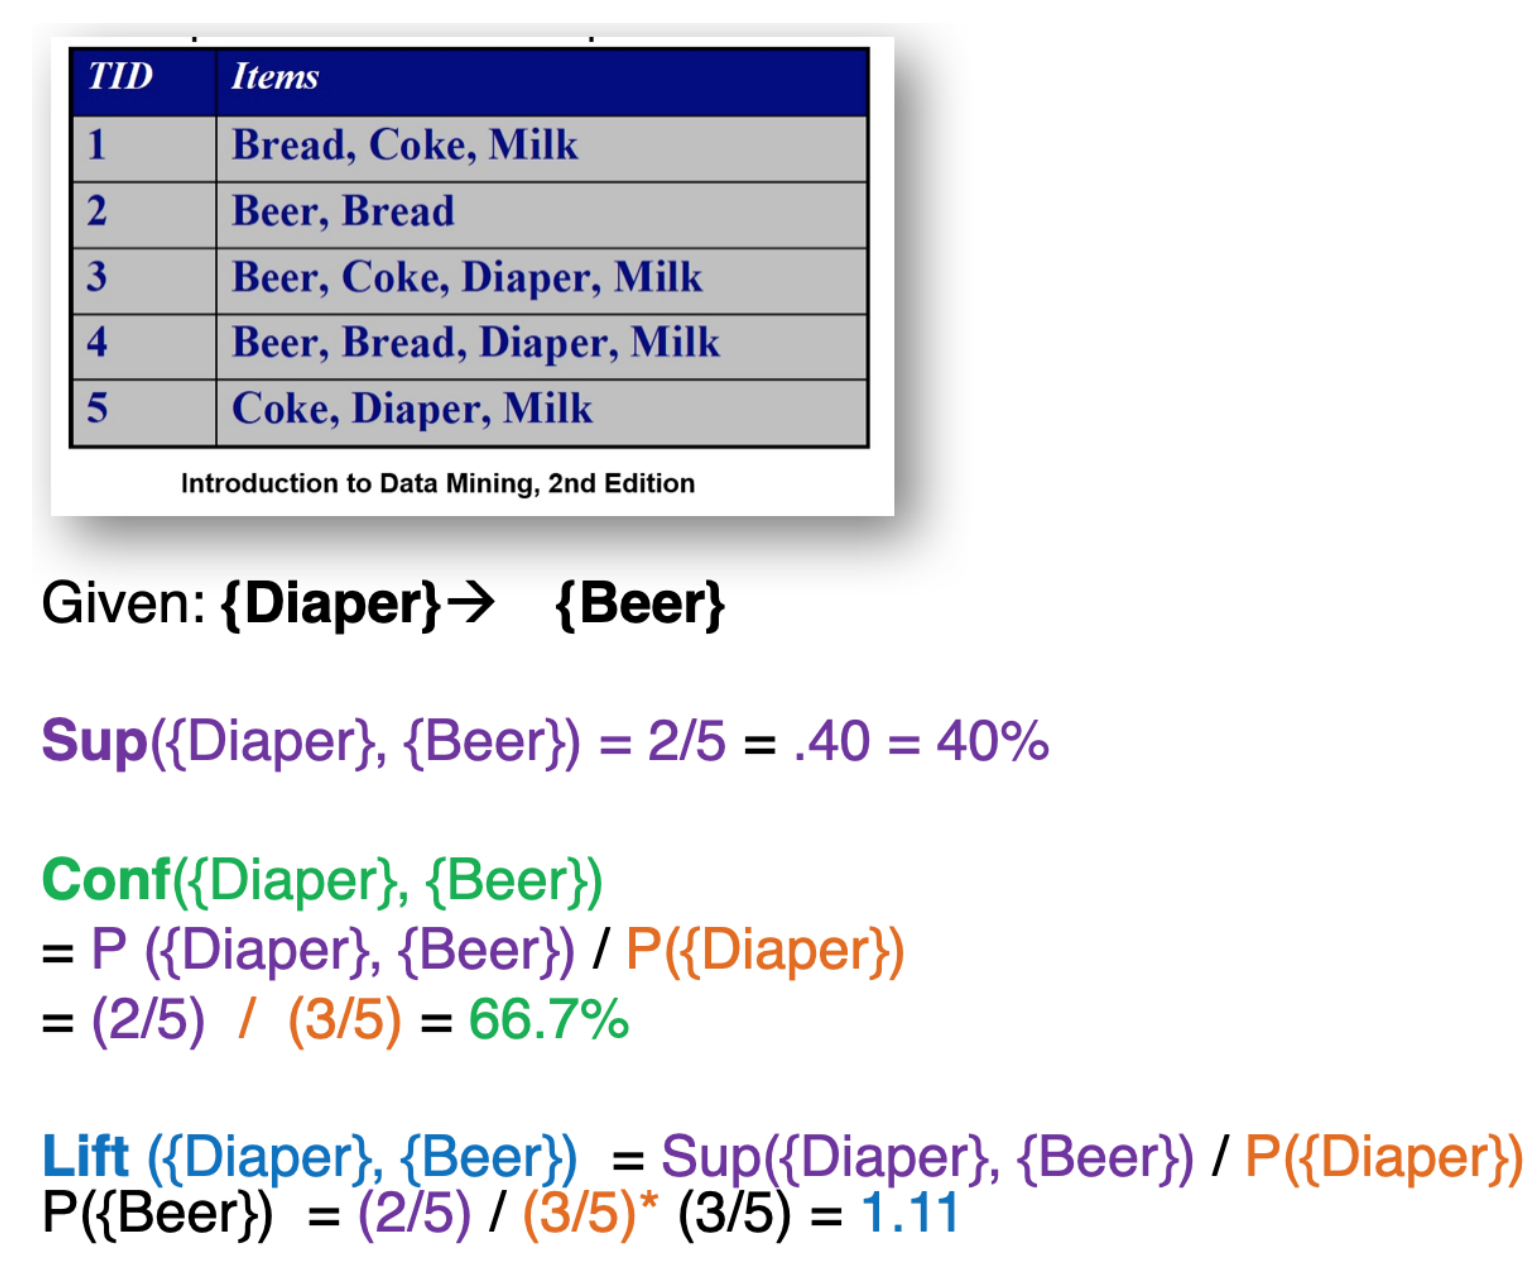 TID Items
1 Bread, Coke, Milk
2 Beer, Bread
3 Beer, Coke, Diaper, Milk
4 Beer, Bread, Diaper, Milk
5 Coke, Diaper, Milk
Introduction to Data Mining, 2nd Edition
Given: {Diaper}→ {Beer}
Sup({Diaper}, {Beer}) = 2/5 = .40 = 40%
Conf({Diaper}, {Beer})
= P ({Diaper}, {Beer}) / P({Diaper})
= (2/5) / (3/5) = 66.7%
Lift ({Diaper}, {Beer}) = Sup({Diaper}, {Beer}) / P({Diaper})
P({Beer}) = (2/5) / (3/5)* (3/5) = 1.11